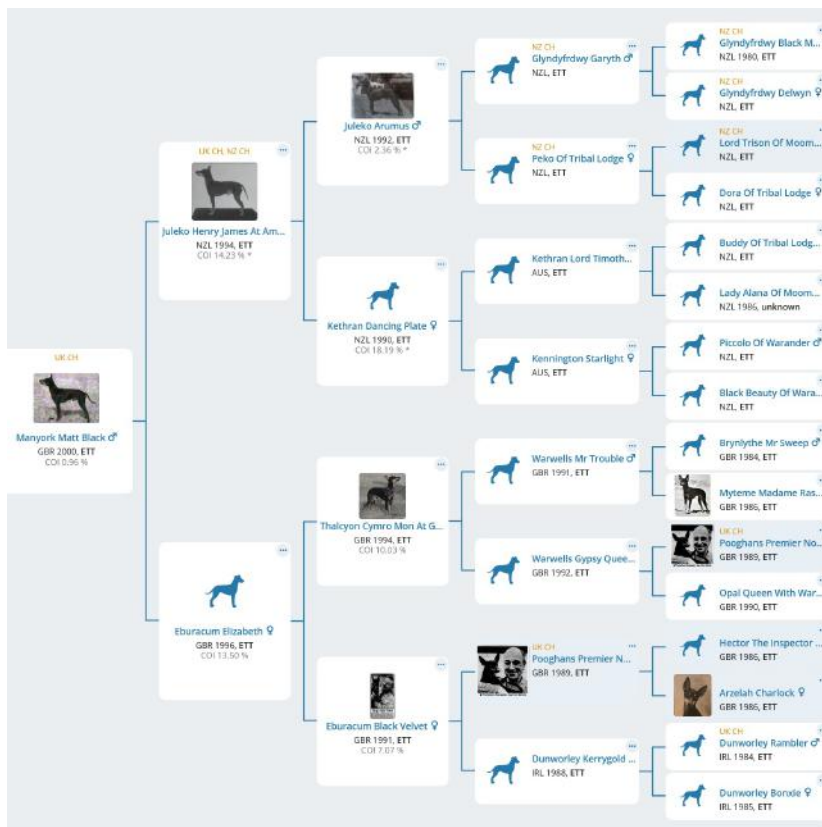 UK CH
Manyork Matt Black ♂
GBR 2000, ETT
COI 0,96 %
UK CH, NZ CH
Juleko Henry James At Am...
NZL 1994, ETT
COI 14,23 % *
Eburacum Elizabeth ♀
GBR 1996, ETT
COI 13,50 %
Juleko Arumus ♂
NZL 1992, ETT
COI 2,36 % *
Kethran Dancing Plate ♀
NZL 1990, ETT
COI 18,19 % *
Thalcyon Cymro Mon At G...
GBR 1994, ETT
COI 10,03 %
Eburacum Black Velvet ♀
GBR 1991, ETT
COI 7,07 %
NZ CH
Glyndyfrdwy Garyth ♂
NZL, ETT
NZ CH
Peko Of Tribal Lodge ♀
NZL, ETT
Kethran Lord Timoth...
AUS, ETT
Kennington Starlight ♀
AUS, ETT
Warwells Mr Trouble ♂
GBR 1991, ETT
Warwells Gypsy Quee...
GBR 1992, ETT
UK CH
Pooghans Premier N...
GBR 1989, ETT
Dunworley Kerrygold ...
IRL 1988, ETT
NZ CH
Glyndyfrdwy Black M...
NZL 1980, ETT
NZ CH
Glyndyfrdwy Delwyn ♀
NZL, ETT
NZ CH
Lord Trison Of Moom...
NZL, ETT
Dora Of Tribal Lodge ♀
NZL, ETT
Buddy Of Tribal Lodg...
NZL, ETT
Lady Alana Of Moom...
NZL 1986, unknown
Piccolo Of Warander ♂
NZL, ETT
Black Beauty Of Wara...
NZL, ETT
Brynlythe Mr Sweep ♂
GBR 1984, ETT
Myteme Madame Ras...
GBR 1986, ETT
UK CH
Pooghans Premier No...
GBR 1989, ETT
Opal Queen With War...
GBR 1990, ETT
Hector The Inspector ...
GBR 1986, ETT
Arzelah Charlock ♀
GBR 1986, ETT
UK CH
Dunworley Rambler ♂
IRL 1984, ETT
Dunworley Bonxie ♀
IRL 1985, ETT